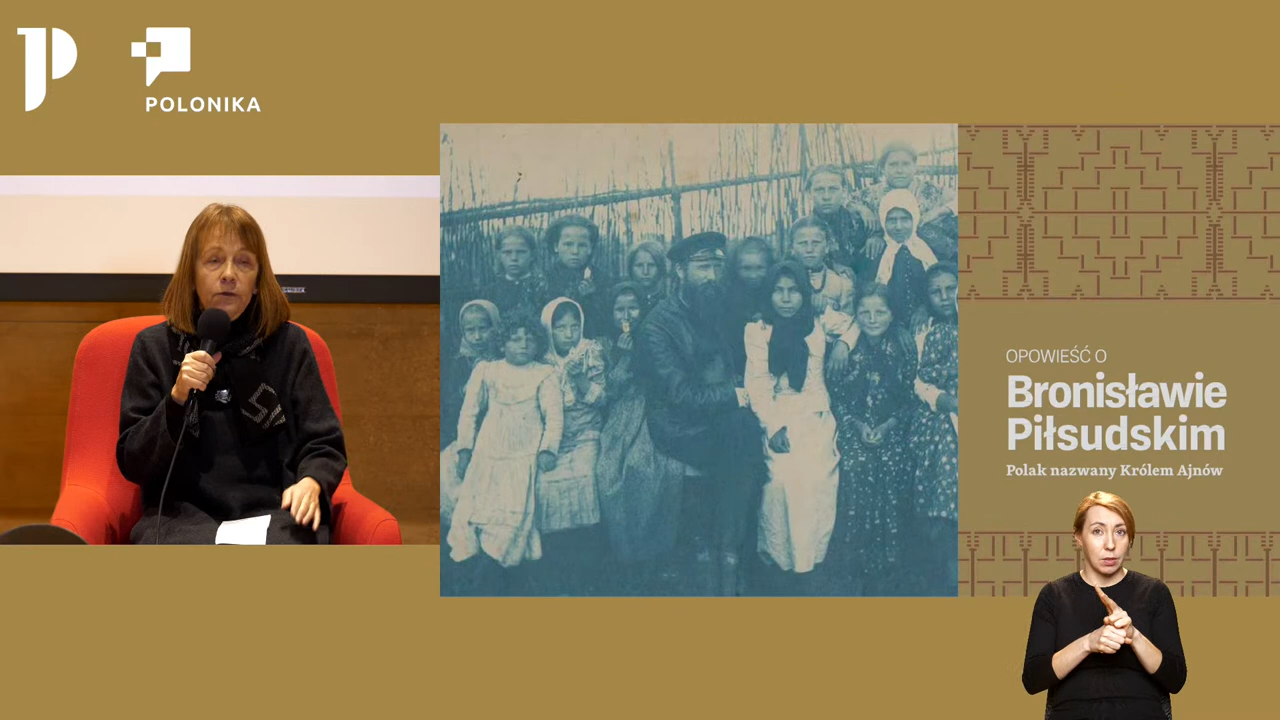 POLONIKA
OPOWIEŚĆ O
Bronisławie
Piłsudskim
Polak nazwany Królem Ajnów